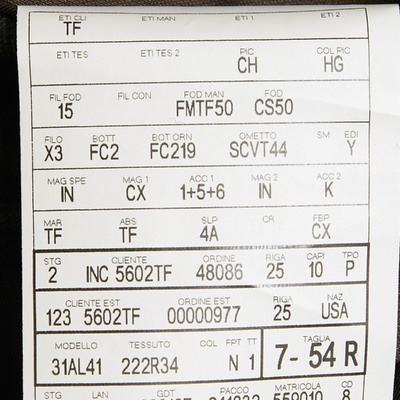 ETI CLI ETI MAN ETI 1 ETI 2
TF
ETI TES ETI TES 2 PIC COL PIC
CH HG
FIL FOD FIL CON FOD MAN FOD
15 FMTF50 CS50
FILO BOTT BOT ORN OMETTO SM EDI
X3 FC2 FC219 SCVT44 Y
MAG SPE MAG 1 ACC 1 MAG 2 ACC 2
IN CX 1+5+6 IN K
MAR ABS SLP CR FBP
TF TF 4A CX
STG CLIENTE ORDINE RIGA CAPI TPO
2 INC 5602TF 48086 25 10 P
CLIENTE EST ORDINE EST RIGA NAZ
123 5602TF 00000977 25 USA
MODELLO TESSUTO COL FPT TT TAGLIA
31AL41 222R34 N 1 7- 54 R
STG LAN GDT PACCO MATRICOLA CD
559010 8